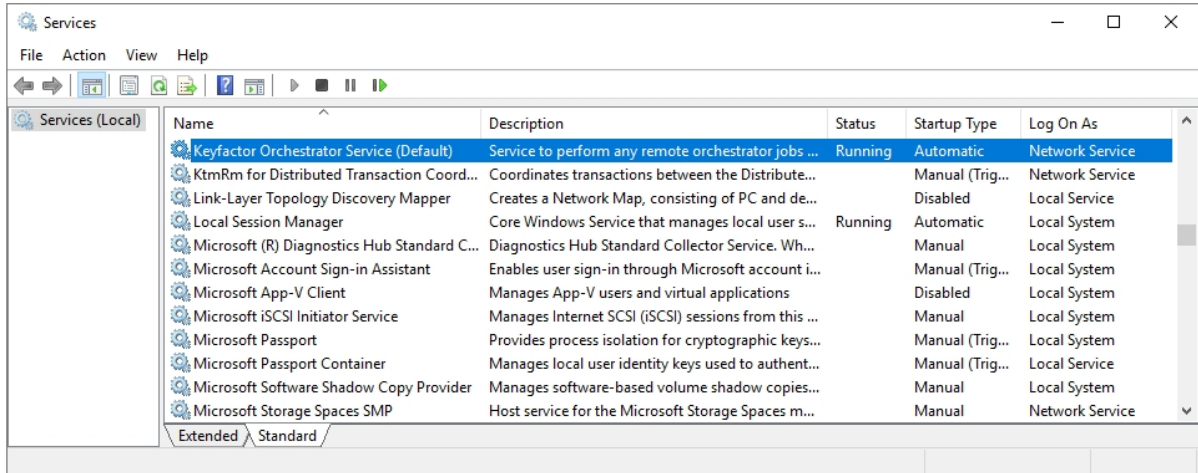 Services
File Action View Help
Services (Local)
Name Description Status Startup Type Log On As
Keyfactor Orchestrator Service (Default) Service to perform any remote orchestrator jobs ... Running Automatic Network Service
KtmRm for Distributed Transaction Coord... Coordinates transactions between the Distribute... Manual (Trig... Network Service
Link-Layer Topology Discovery Mapper Creates a Network Map, consisting of PC and de... Disabled Local Service
Local Session Manager Core Windows Service that manages local user s... Running Automatic Local System
Microsoft (R) Diagnostics Hub Standard C... Diagnostics Hub Standard Collector Service. Wh... Manual Local System
Microsoft Account Sign-in Assistant Enables user sign-in through Microsoft account i... Manual (Trig... Local System
Microsoft App-V Client Manages App-V users and virtual applications Disabled Local System
Microsoft iSCSI Initiator Service Manages Internet SCSI (iSCSI) sessions from this ... Manual Local System
Microsoft Passport Provides process isolation for cryptographic keys... Manual (Trig... Local System
Microsoft Passport Container Manages local user identity keys used to authent... Manual (Trig... Local Service
Microsoft Software Shadow Copy Provider Manages software-based volume shadow copies... Manual Local System
Microsoft Storage Spaces SMP Host service for the Microsoft Storage Spaces m... Manual Network Service
Extended Standard